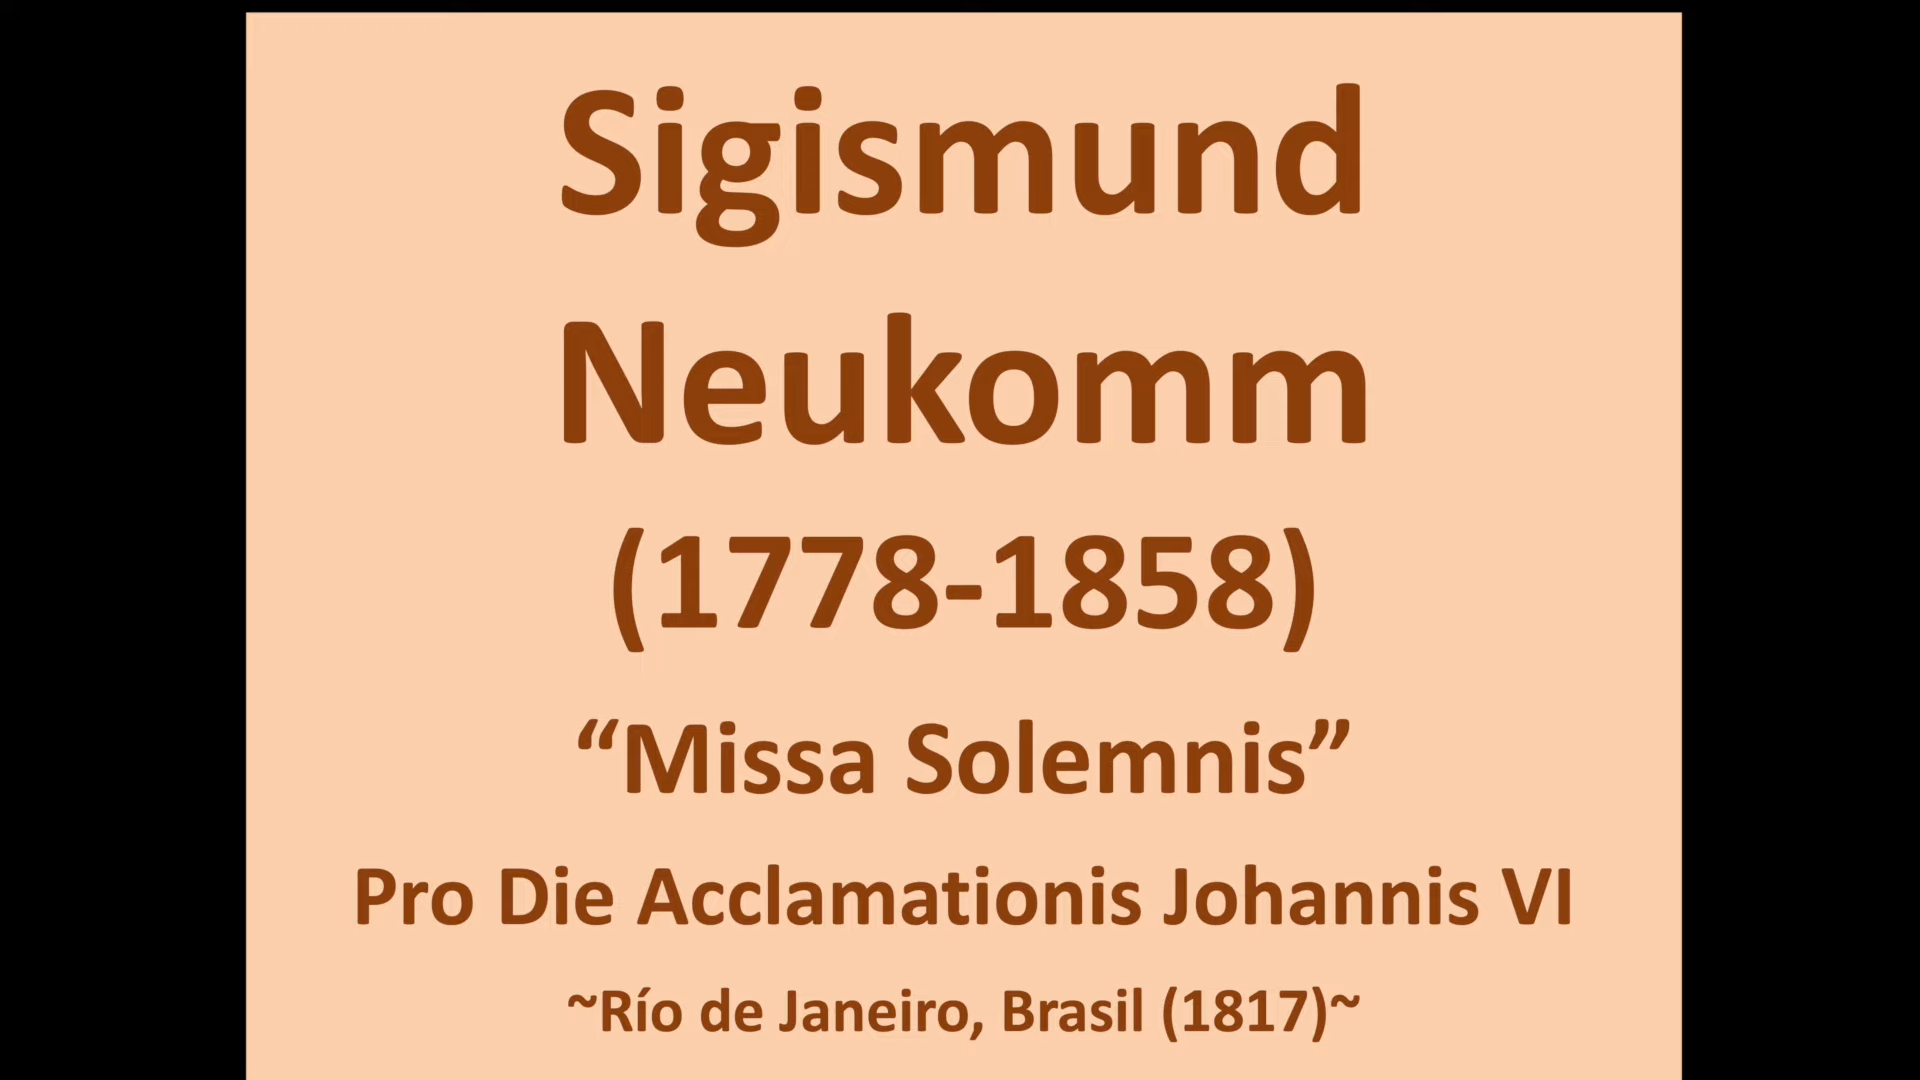 Sigismund
Neukomm
(1778-1858)
“Missa Solemnis”
Pro Die Acclamationis Johannis VI
~Río de Janeiro, Brasil (1817)~